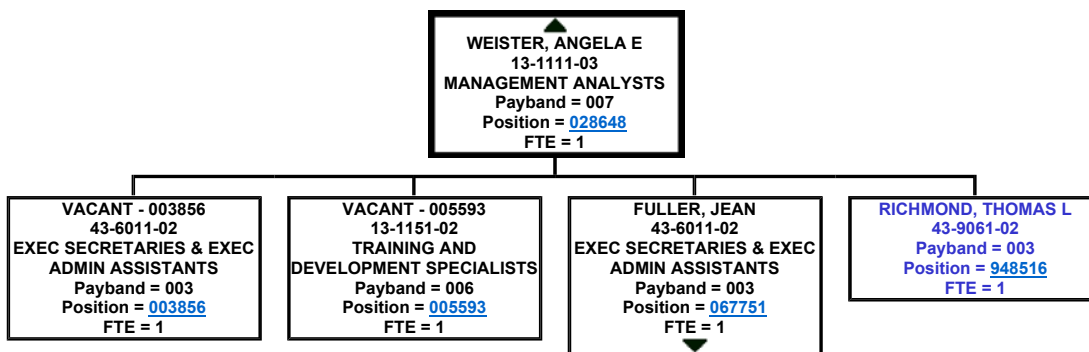 WEISTER, ANGELA E
13-1111-03
MANAGEMENT ANALYSTS
Payband = 007
Position = 028648
FTE = 1
VACANT - 003856
43-6011-02
EXEC SECRETARIES & EXEC
ADMIN ASSISTANTS
Payband = 003
Position = 003856
FTE = 1
VACANT - 005593
13-1151-02
TRAINING AND
DEVELOPMENT SPECIALISTS
Payband = 006
Position = 005593
FTE = 1
FULLER, JEAN
43-6011-02
EXEC SECRETARIES & EXEC
ADMIN ASSISTANTS
Payband = 003
Position = 067751
FTE = 1
RICHMOND, THOMAS L
43-9061-02
Payband = 003
Position = 948516
FTE = 1